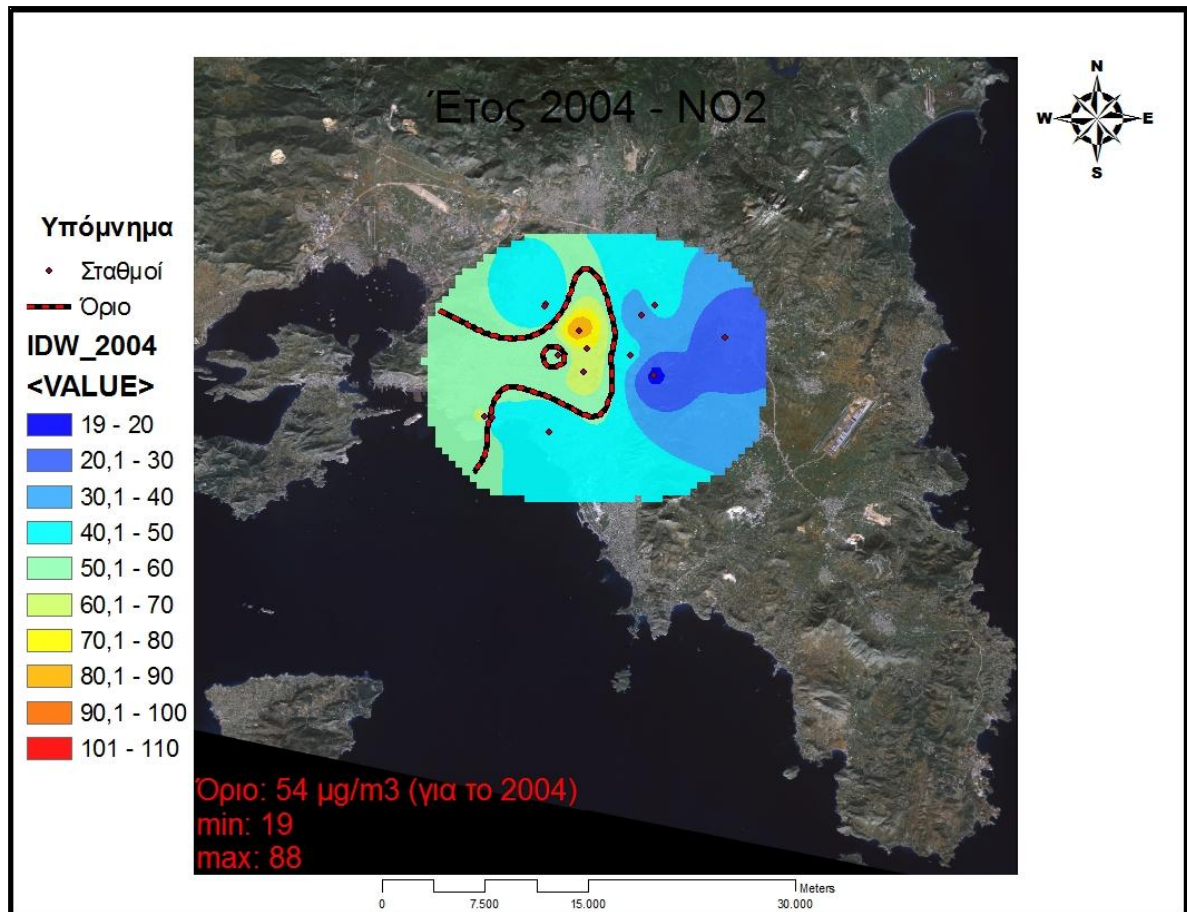 Έτος 2004 - NO2
N
W E
S
Υπόμνημα
Σταθμοί
Όριο
IDW_2004
<VALUE>
19 - 20
20,1 - 30
30,1 - 40
40,1 - 50
50,1 - 60
60,1 - 70
70,1 - 80
80,1 - 90
90,1 - 100
101 - 110
Όριο: 54 μg/m3 (για το 2004)
min: 19
max: 88
Meters
0 7.500 15.000 30.000